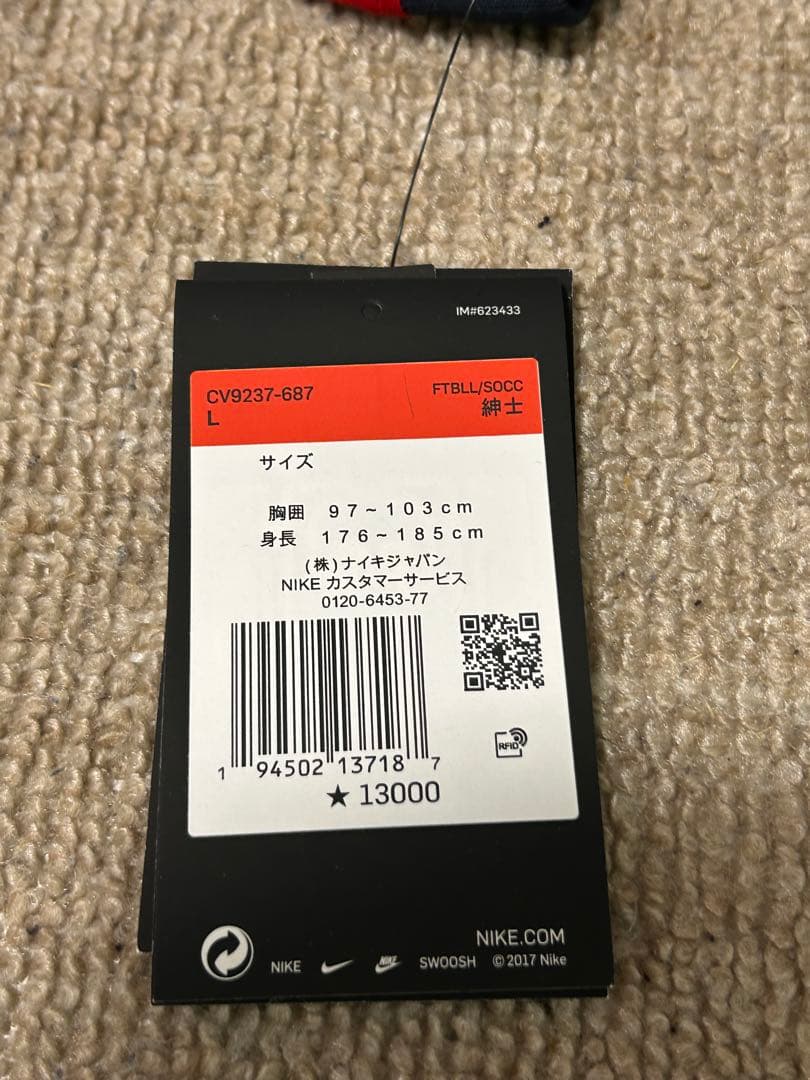 IM#623433
CV9237-687
FTBLL/SOCC
L
紳士
サイズ
胸囲 97~103cm
身長 176~185cm
(株)ナイキジャパン
NIKE カスタマーサービス
0120-6453-77
RFID
1 94502 13718 7
★ 13000
NIKE.COM
NIKE NIKE SWOOSH ©2017 Nike